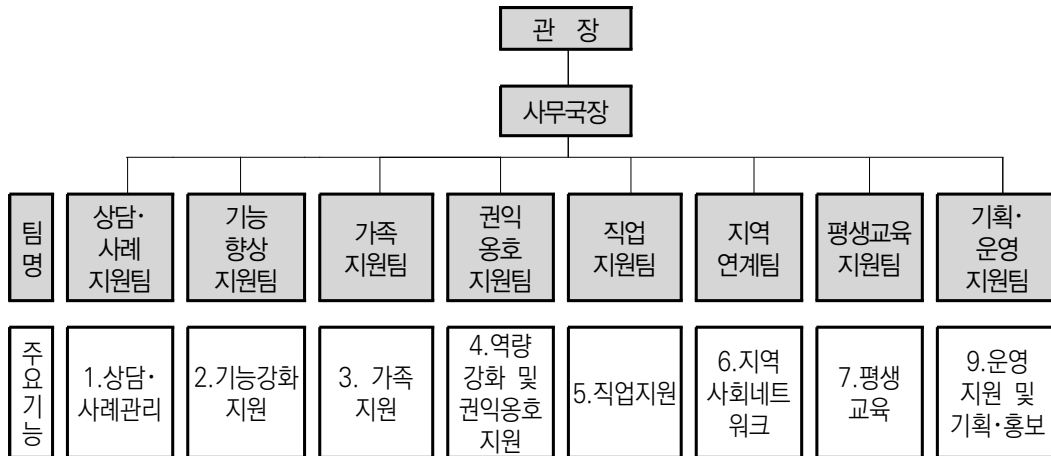 관 장
사무국장
팀
명
상담·
사례
지원팀
기능
향상
지원팀
가족
지원팀
권익
옹호
지원팀
직업
지원팀
지역
연계팀
평생교육
지원팀
기획·
운영
지원팀
주
요
기
능
1.상담·
사례관리
2.기능강화
지원
3. 가족
지원
4.역량
강화 및
권익옹호
지원
5.직업지원
6.지역
사회네트
워크
7.평생
교육
9.운영
지원 및
기획·홍보